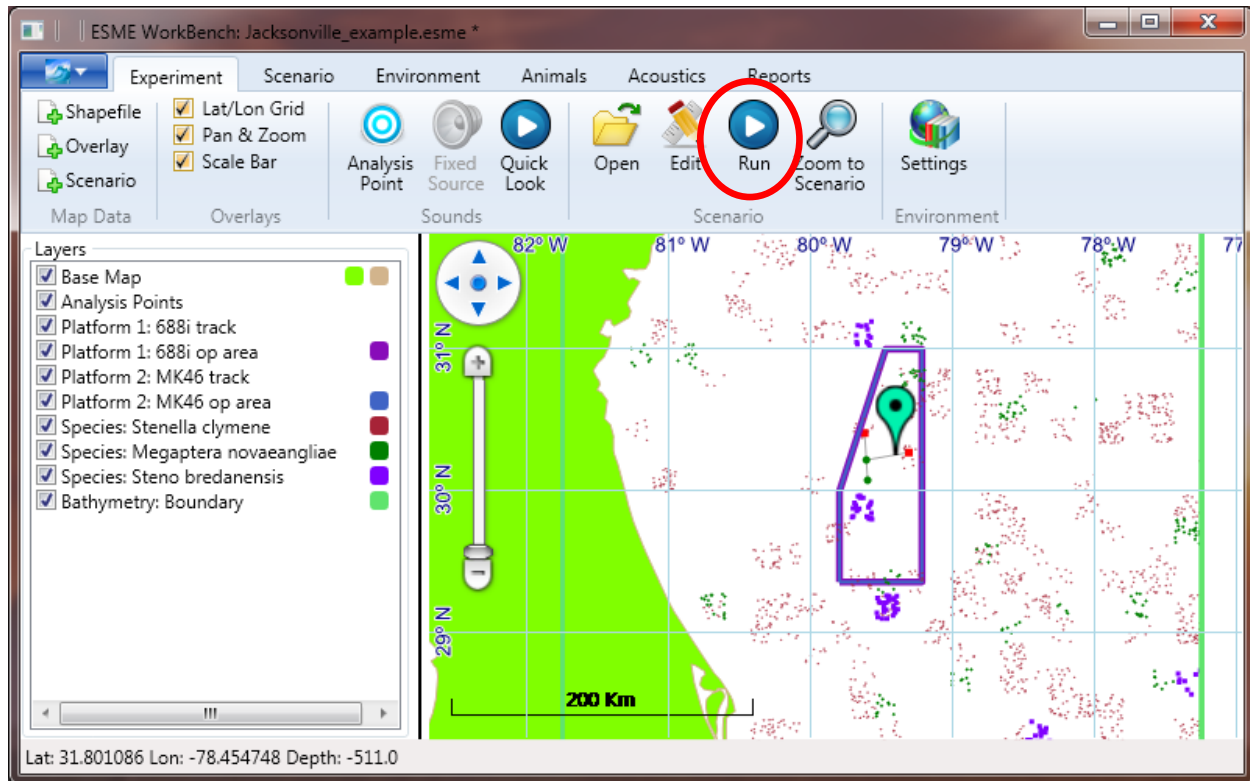 ESME WorkBench: Jacksonville_example.esme *
Experiment Scenario Environment Animals Acoustics Reports
Shapefile
Overlay
Scenario
Map Data
Lat/Lon Grid
Pan & Zoom
Scale Bar
Overlays
Analysis Point
Fixed Source
Quick Look
Sounds
Open
Edit
Run
Zoom to Scenario
Scenario
Settings
Environment
Layers
Base Map
Analysis Points
Platform 1: 688i track
Platform 1: 688i op area
Platform 2: MK46 track
Platform 2: MK46 op area
Species: Stenella clymene
Species: Megaptera novaeangliae
Species: Steno bredanensis
Bathymetry: Boundary
82° W 81° W 80° W 79° W 78° W 77
31° N
30° N
29° N
200 Km
Lat: 31.801086 Lon: -78.454748 Depth: -511.0